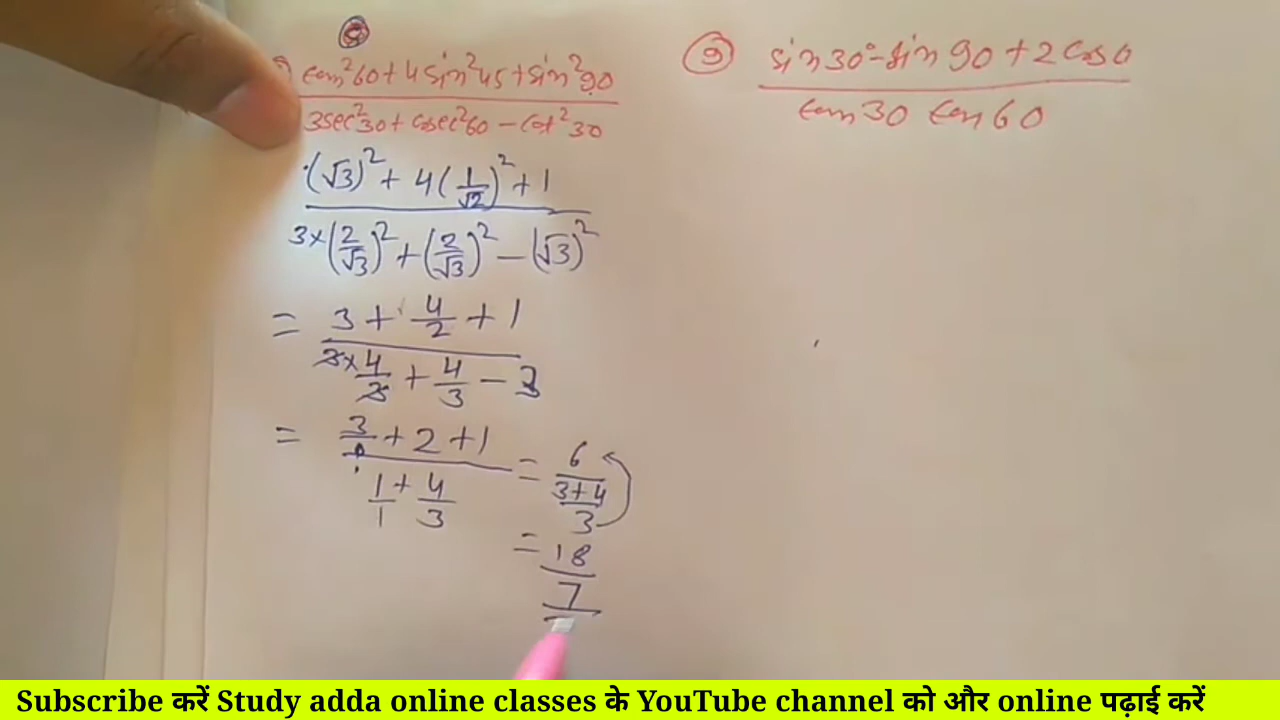 tan²60+4sin²45+sin²90
3sec²30+cosec²60-cot²30
(√3)²+4(1/√2)²+1
3×(2/√3)²+(2/√3)²-(√3)²
= 3+4/2+1
3×4/3+4/3-3
= 3+2+1
1/1+4/3
= 6
3+4
3
= 18
7
9 sin30°-sin90+2cos0
tan30 tan60
Subscribe करें Study adda online classes के YouTube channel को और online पढ़ाई करें